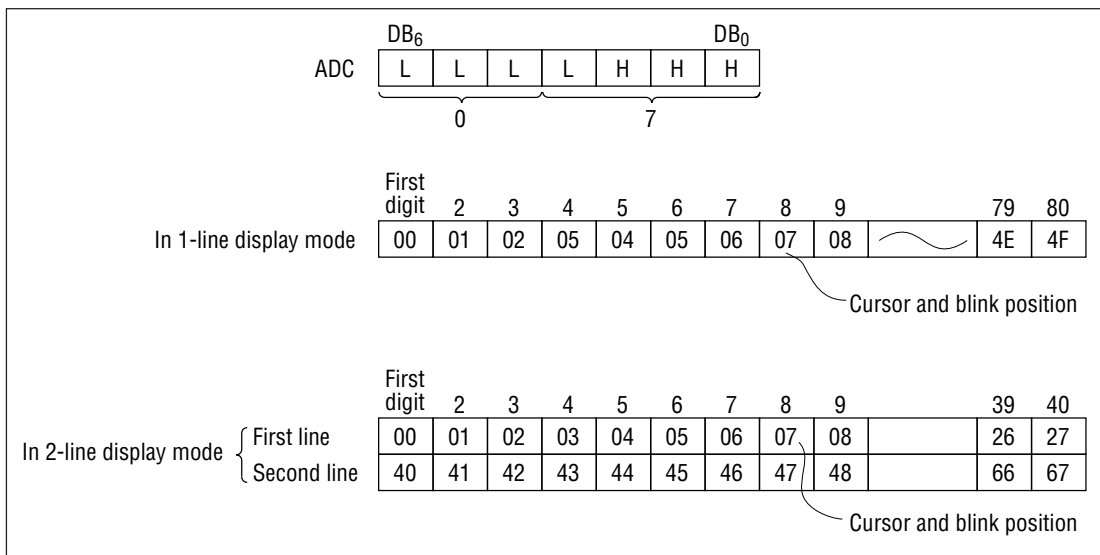 DB6 DB0
ADC L L L L H H H
0 7
First
digit 2 3 4 5 6 7 8 9 79 80
In 1-line display mode 00 01 02 05 04 05 06 07 08 4E 4F
Cursor and blink position
First
digit 2 3 4 5 6 7 8 9 39 40
In 2-line display mode First line 00 01 02 03 04 05 06 07 08 26 27
Second line 40 41 42 43 44 45 46 47 48 66 67
Cursor and blink position